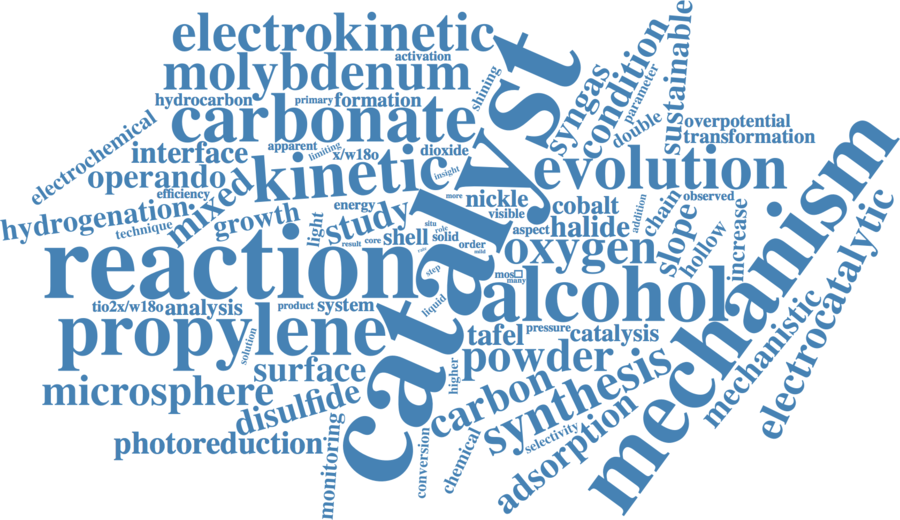 electrokinetic
activation
molybdenum
hydrocarbon
primary
formation
carbonate
electrochemical
apparent
limiting
x/w18o
dioxide
interface
insight
operando
kinetic
efficiency
mixed
hydrogenation
technique
growth
energy
light
study
situ
role
result
core
shell
solid
order
step
reaction
liquid
tio2x/w18o
analysis
product
system
propylene
solution
surface
microsphere
disulfide
photoreduction
monitoring
catalyst
conversion
chemical
higher
shining
syngas
condition
parameter
double
sustainable
overpotential
transformation
evolution
more
nickle
visible
cobalt
addition
chain
observed
aspect
halide
slope
hollow
increase
oxygen
mos□
many
alcohol
tafel
pressure
catalysis
powder
carbon
synthesis
selectivity
adsorption
mechanism
mechanistic
electrocatalytic